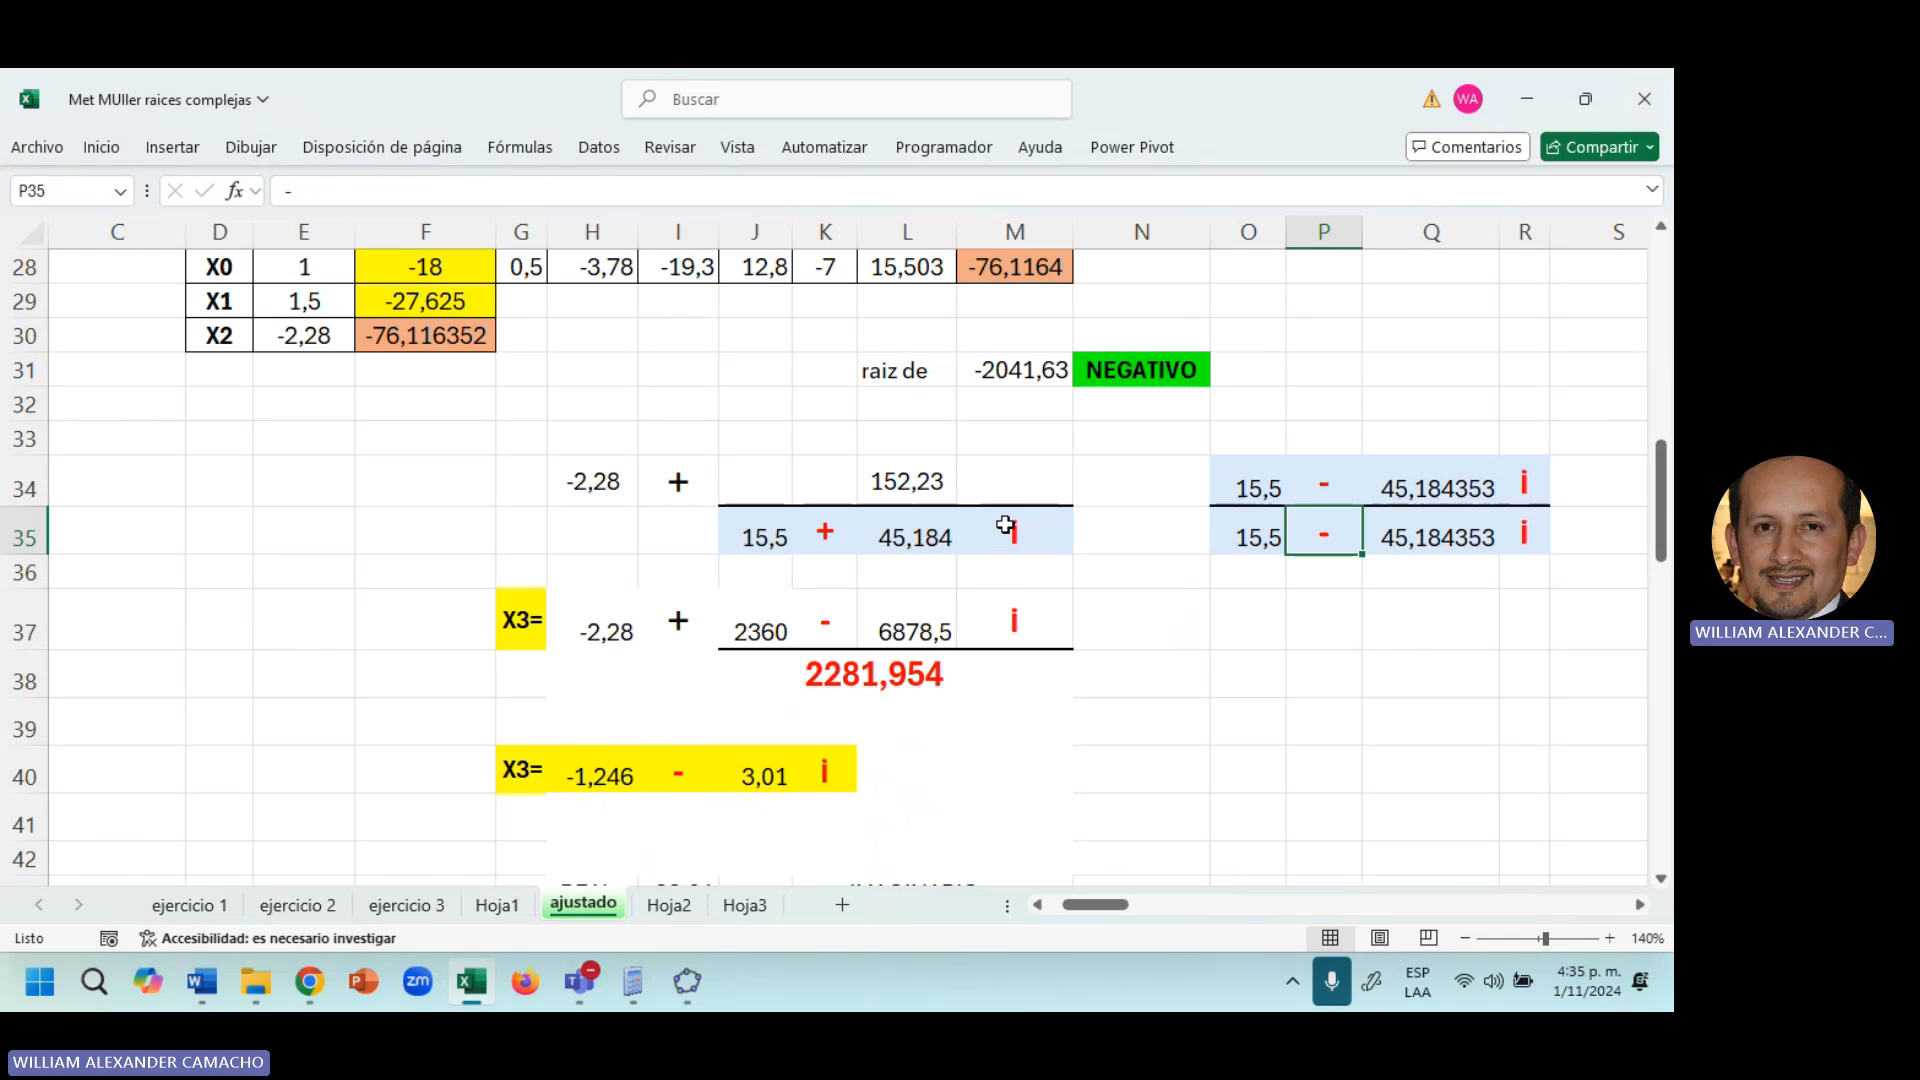 Met MUller raices complejas
Buscar
WA
Archivo Inicio Insertar Dibujar Disposición de página Fórmulas Datos Revisar Vista Automatizar Programador Ayuda Power Pivot Comentarios Compartir
P35 fx -
C D E F G H I J K L M N O P Q R S
28 X0 1 -18 0,5 -3,78 -19,3 12,8 -7 15,503 -76,1164
29 X1 1,5 -27,625
30 X2 -2,28 -76,116352
31 raiz de -2041,63 NEGATIVO
32
33
34 -2,28 + 152,23 15,5 - 45,184353 i
35 15,5 + 45,184 i 15,5 - 45,184353 i
36
37 X3= -2,28 + 2360 - 6878,5 i
38 2281,954
39
40 X3= -1,246 - 3,01 i
41
42
ejercicio 1 ejercicio 2 ejercicio 3 Hoja1 ajustado Hoja2 Hoja3
Listo Accesibilidad: es necesario investigar 140%
zm ESP LAA 4:35 p. m. 1/11/2024
WILLIAM ALEXANDER C...
WILLIAM ALEXANDER CAMACHO